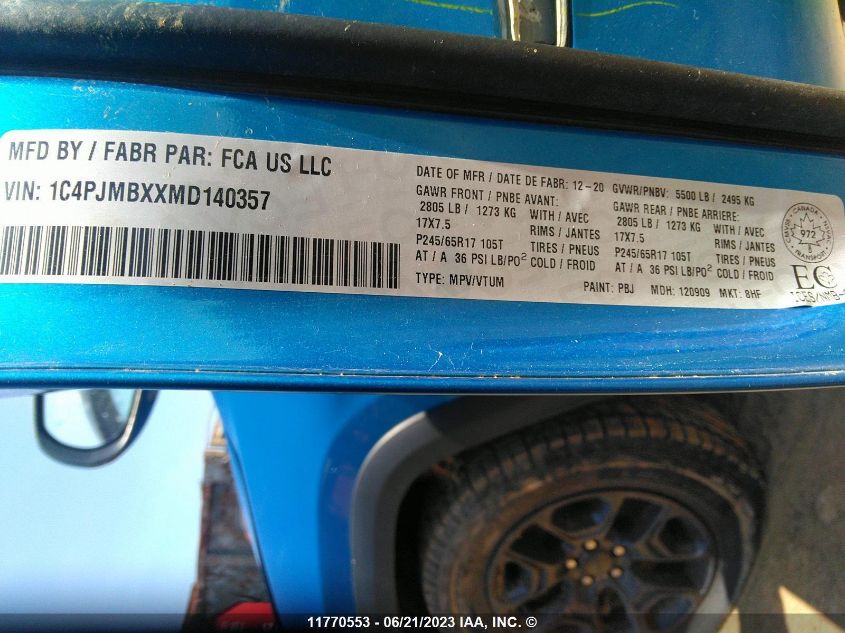 MFD BY / FABR PAR: FCA US LLC
VIN: 1C4PJMBXXMD140357
DATE OF MFR / DATE DE FABR: 12-20 GVWR/PNBV: 5500 LB / 2495 KG
GAWR FRONT / PNBE AVANT:
2805 LB / 1273 KG WITH / AVEC
17X7.5 RIMS / JANTES
P245/65R17 105T TIRES / PNEUS
AT / A 36 PSI LB/PO² COLD / FROID
TYPE: MPV/VTUM
GAWR REAR / PNBE ARRIERE:
2805 LB / 1273 KG WITH / AVEC
17X7.5 RIMS / JANTES
P245/65R17 105T TIRES / PNEUS
AT / A 36 PSI LB/PO² COLD / FROID
PAINT: PBJ MDH: 120909 MKT: 8HF
CANADA
972
8
TRANSPORT
EC
11770553 - 06/21/2023 IAA, Inc. ©